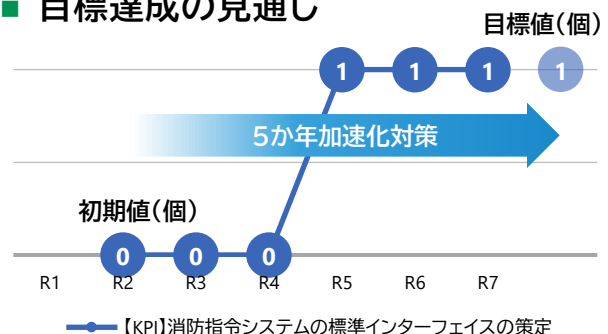 ■ 目標達成の見通し
目標値(個)
1 1 1 1
5か年加速化対策
初期値(個)
0 0 0
R1 R2 R3 R4 R5 R6 R7
【KPI】消防指令システムの標準インターフェイスの策定